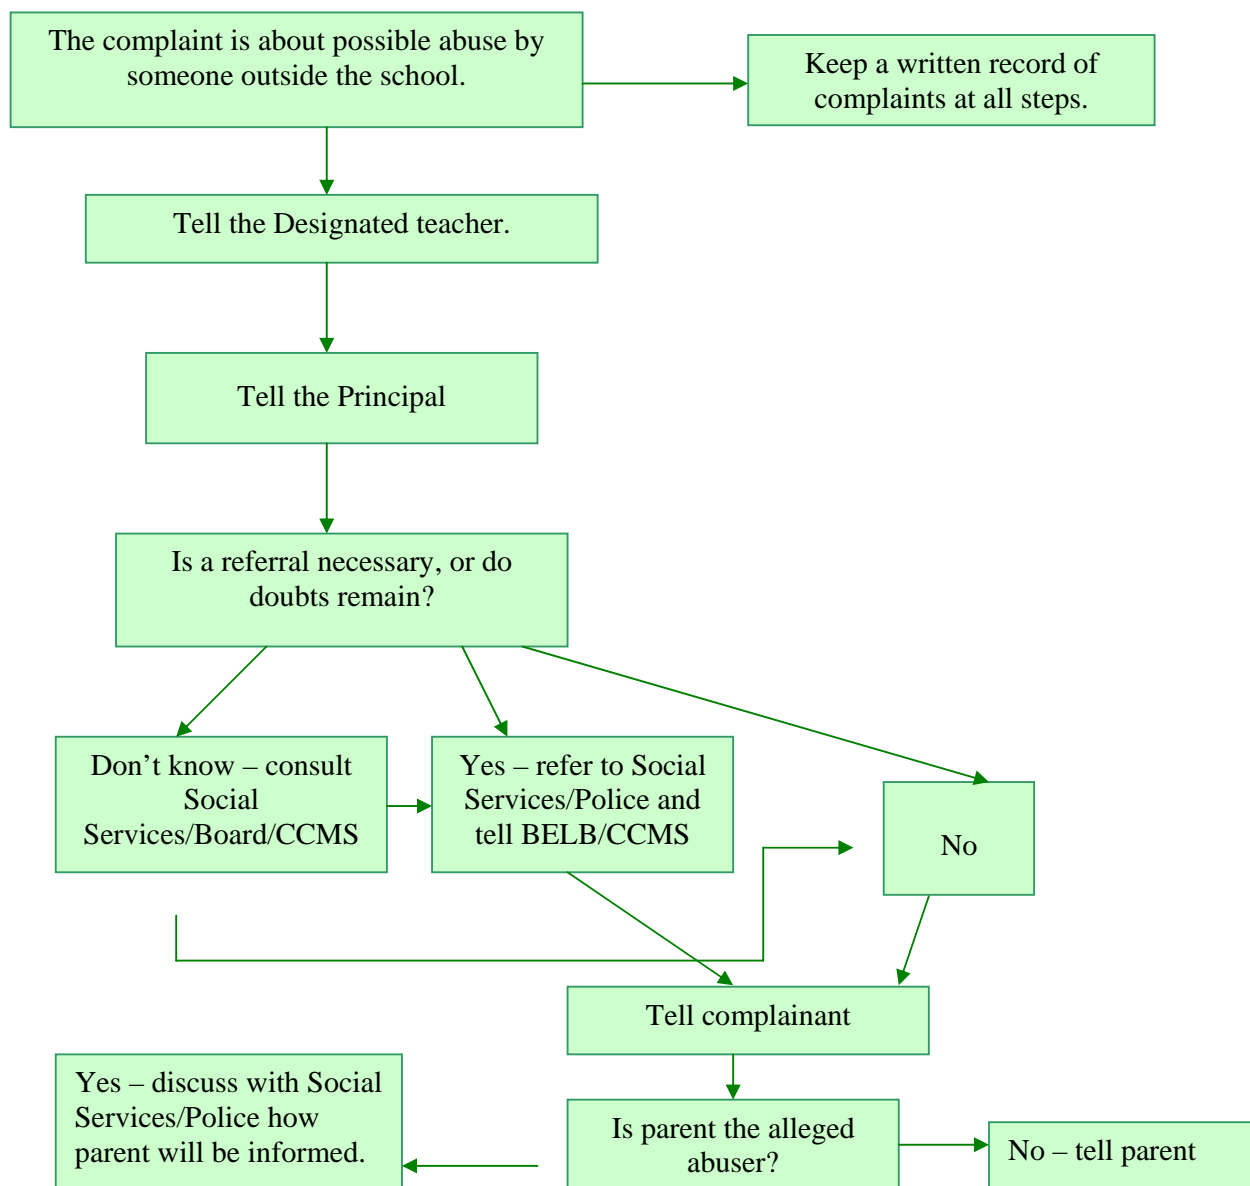 The complaint is about possible abuse by
someone outside the school.
Keep a written record of
complaints at all steps.
Tell the Designated teacher.
Tell the Principal
Is a referral necessary, or do
doubts remain?
Don’t know – consult
Social
Services/Board/CCMS
Yes – refer to Social
Services/Police and
tell BELB/CCMS
No
Tell complainant
Yes – discuss with Social
Services/Police how
parent will be informed.
Is parent the alleged
abuser?
No – tell parent